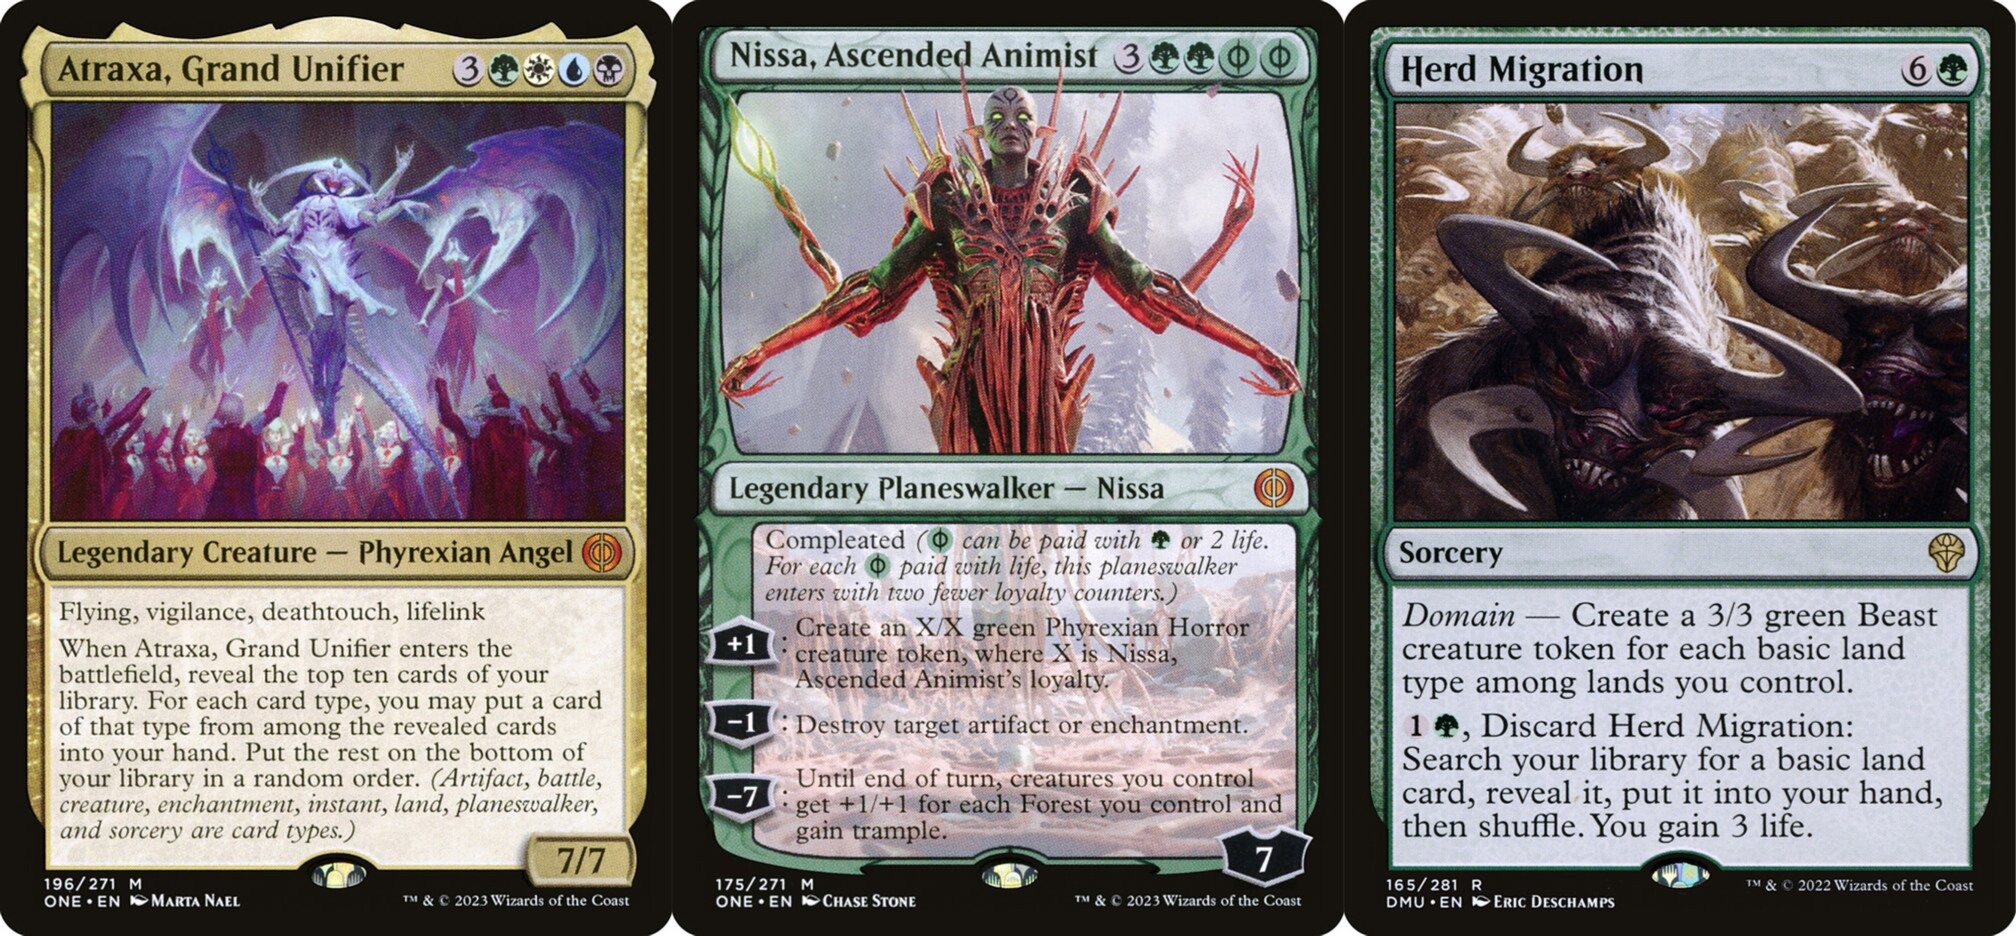 Atraxa, Grand Unifier 3
Legendary Creature — Phyrexian Angel
Flying, vigilance, deathtouch, lifelink
When Atraxa, Grand Unifier enters the
battlefield, reveal the top ten cards of your
library. For each card type, you may put a card
of that type from among the revealed cards
into your hand. Put the rest on the bottom of
your library in a random order. (Artifact, battle,
creature, enchantment, instant, land, planeswalker,
and sorcery are card types.)
7/7
196/271 M
ONE • EN MARTA NAEL
™ & © 2023 Wizards of the Coast
Nissa, Ascended Animist 3
Legendary Planeswalker — Nissa
Compleated ( can be paid with or 2 life.
For each paid with life, this planeswalker
enters with two fewer loyalty counters.)
+1 : Create an X/X green Phyrexian Horror
creature token, where X is Nissa,
Ascended Animist's loyalty.
−1 : Destroy target artifact or enchantment.
−7 : Until end of turn, creatures you control
get +1/+1 for each Forest you control and
gain trample.
7
175/271 M
ONE • EN CHASE STONE
™ & © 2023 Wizards of the Coast
Herd Migration 6
Sorcery
Domain — Create a 3/3 green Beast
creature token for each basic land
type among lands you control.
1 , Discard Herd Migration:
Search your library for a basic land
card, reveal it, put it into your hand,
then shuffle. You gain 3 life.
165/281 R
DMU • EN ERIC DESCHAMPS
™ & © 2022 Wizards of the Coast